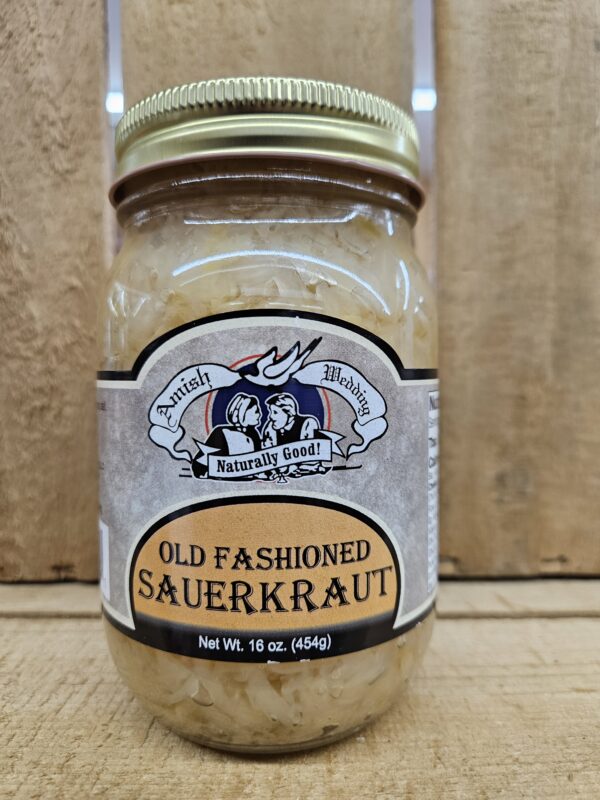 Amish Wedding
Naturally Good!
OLD FASHIONED
SAUERKRAUT
Net Wt. 16 oz. (454g)